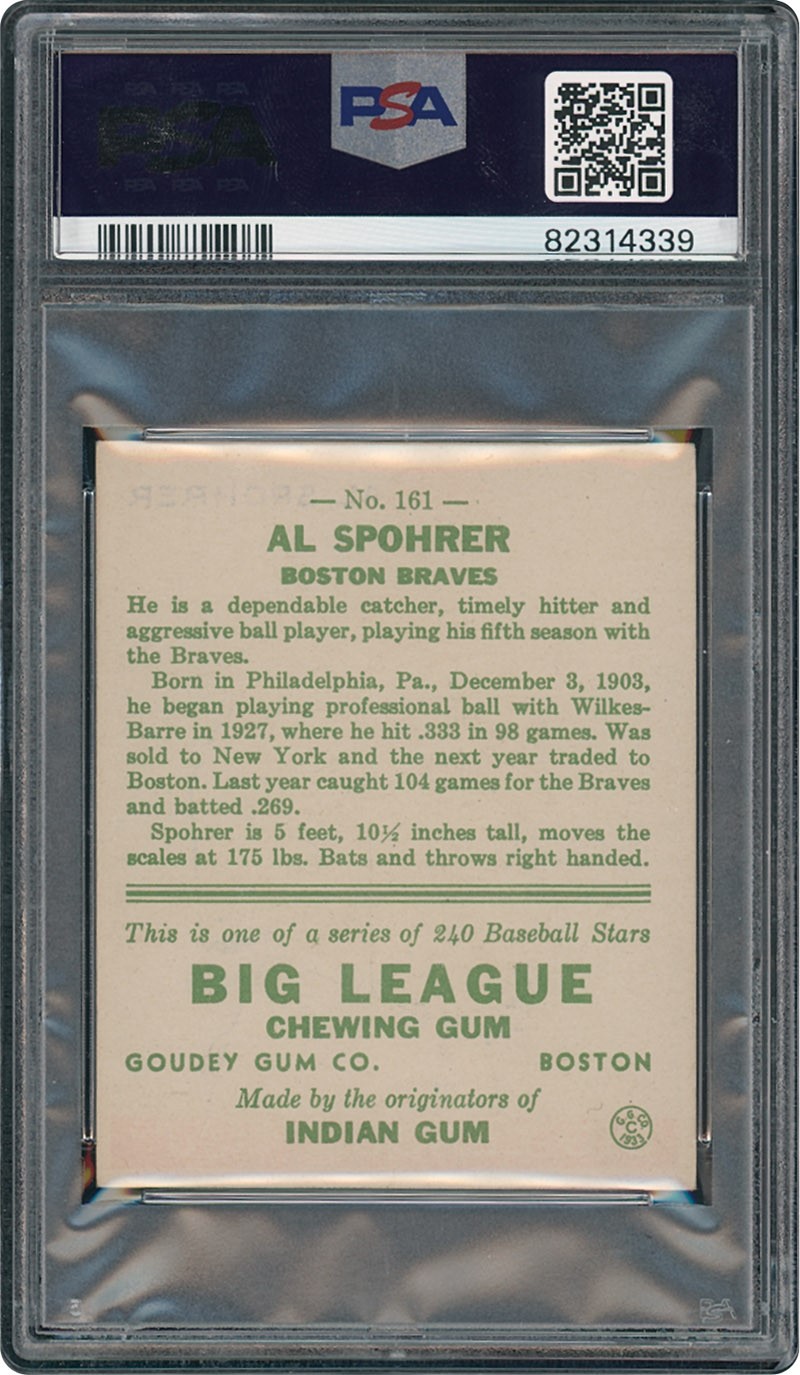 PSA
82314339
— No. 161 —
AL SPOHRER
BOSTON BRAVES
He is a dependable catcher, timely hitter and
aggressive ball player, playing his fifth season with
the Braves.
Born in Philadelphia, Pa., December 3, 1903,
he began playing professional ball with Wilkes-
Barre in 1927, where he hit .333 in 98 games. Was
sold to New York and the next year traded to
Boston. Last year caught 104 games for the Braves
and batted .269.
Spohrer is 5 feet, 10½ inches tall, moves the
scales at 175 lbs. Bats and throws right handed.
This is one of a series of 240 Baseball Stars
BIG LEAGUE
CHEWING GUM
GOUDEY GUM CO. BOSTON
Made by the originators of
INDIAN GUM
G. G. CO.
C
1933
PSA